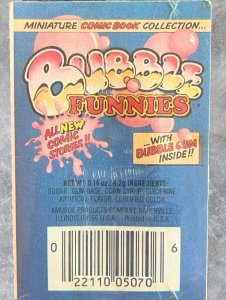 MINIATURE COMIC BOOK COLLECTION...
BUBBLE
FUNNIES
ALL NEW
COMIC
STORIES!!
...WITH
BUBBLE GUM
INSIDE!!
NET WT 0.14 oz., 4.2g INGREDIENTS:
SUGAR, GUM BASE, CORN SYRUP, GLYCERINE,
ARTIFICIAL FLAVOR, CERTIFIED COLOR.
AMUROL PRODUCTS COMPANY, NAPERVILLE,
ILLINOIS 60566 U.S.A. Printed in U.S.A.
0
6
22110 05070